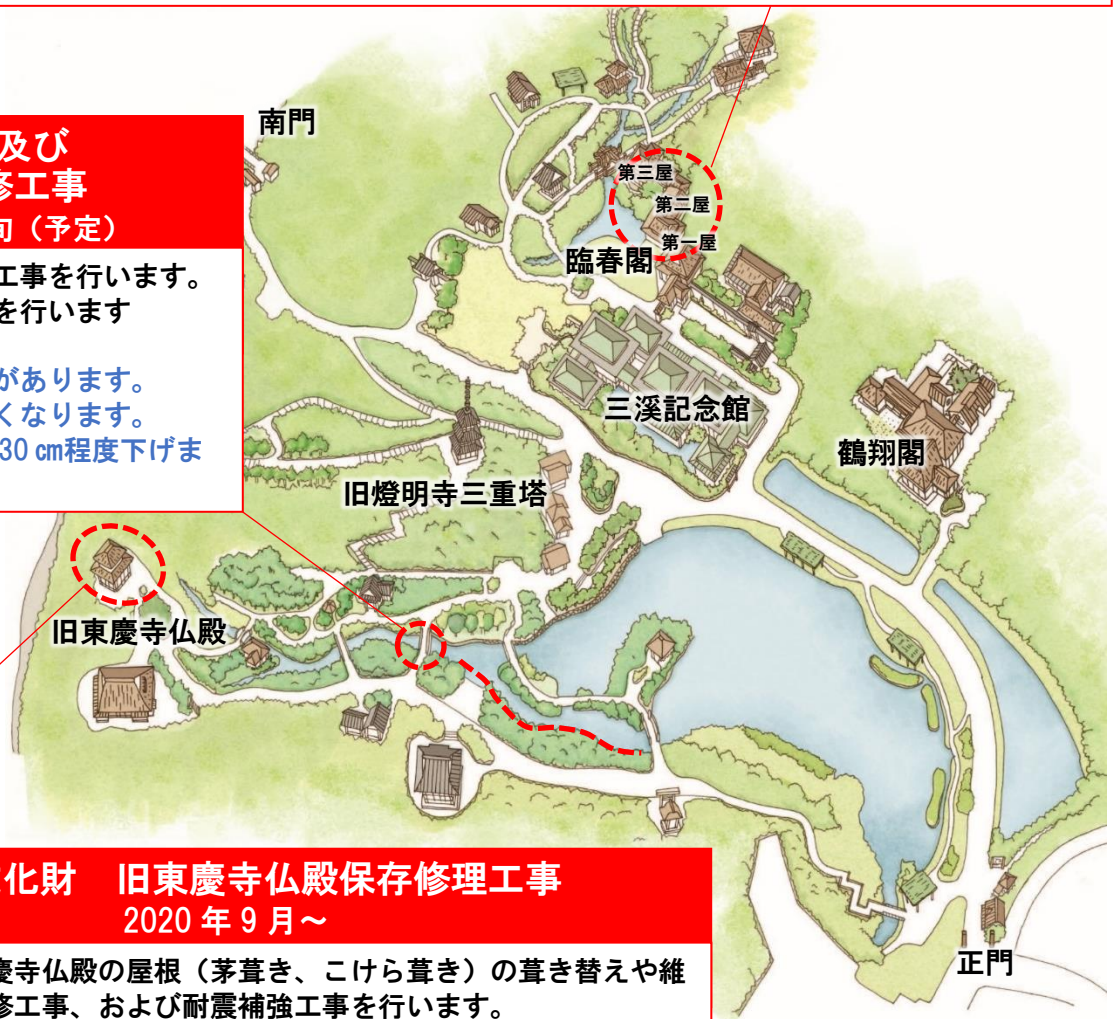 南門
及び
修工事
旬（予定）
工事を行います。
を行います
があります。
くなります。
30 cm程度下げま
第三屋
第二屋
第一屋
臨春閣
三溪記念館
鶴翔閣
旧燈明寺三重塔
旧東慶寺仏殿
化財　旧東慶寺仏殿保存修理工事
2020 年 9 月～
慶寺仏殿の屋根（茅葺き、こけら葺き）の葺き替えや維
修工事、および耐震補強工事を行います。
正門